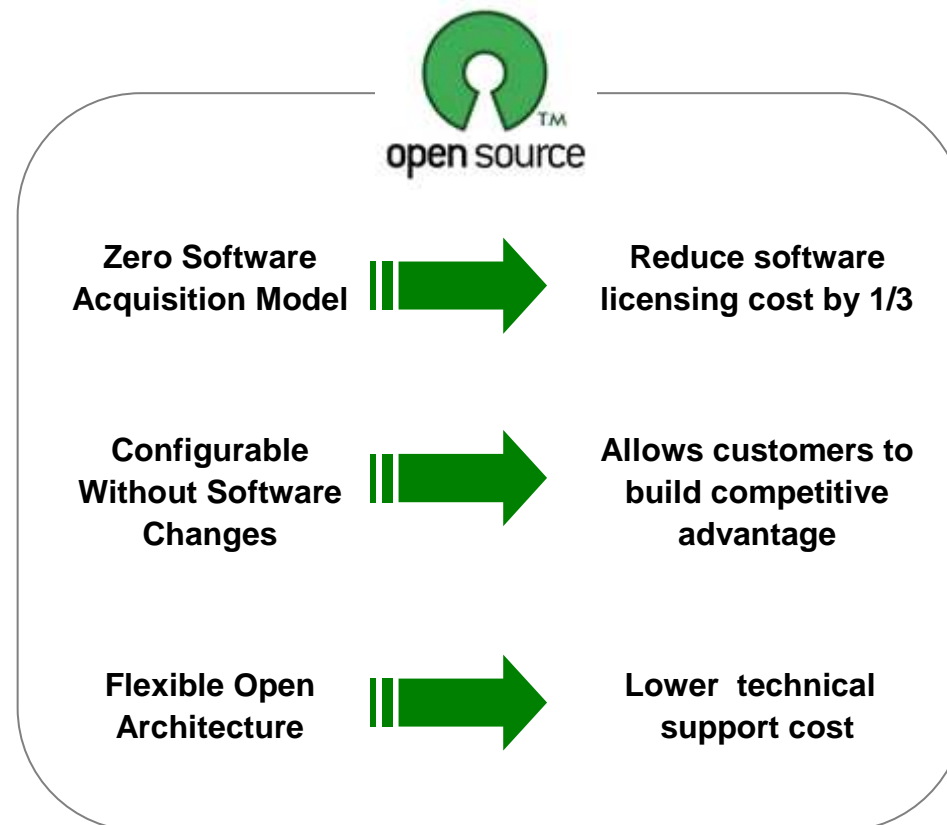 TM
open source
Zero Software
Acquisition Model
Reduce software
licensing cost by 1/3
Configurable
Without Software
Changes
Allows customers to
build competitive
advantage
Flexible Open
Architecture
Lower technical
support cost